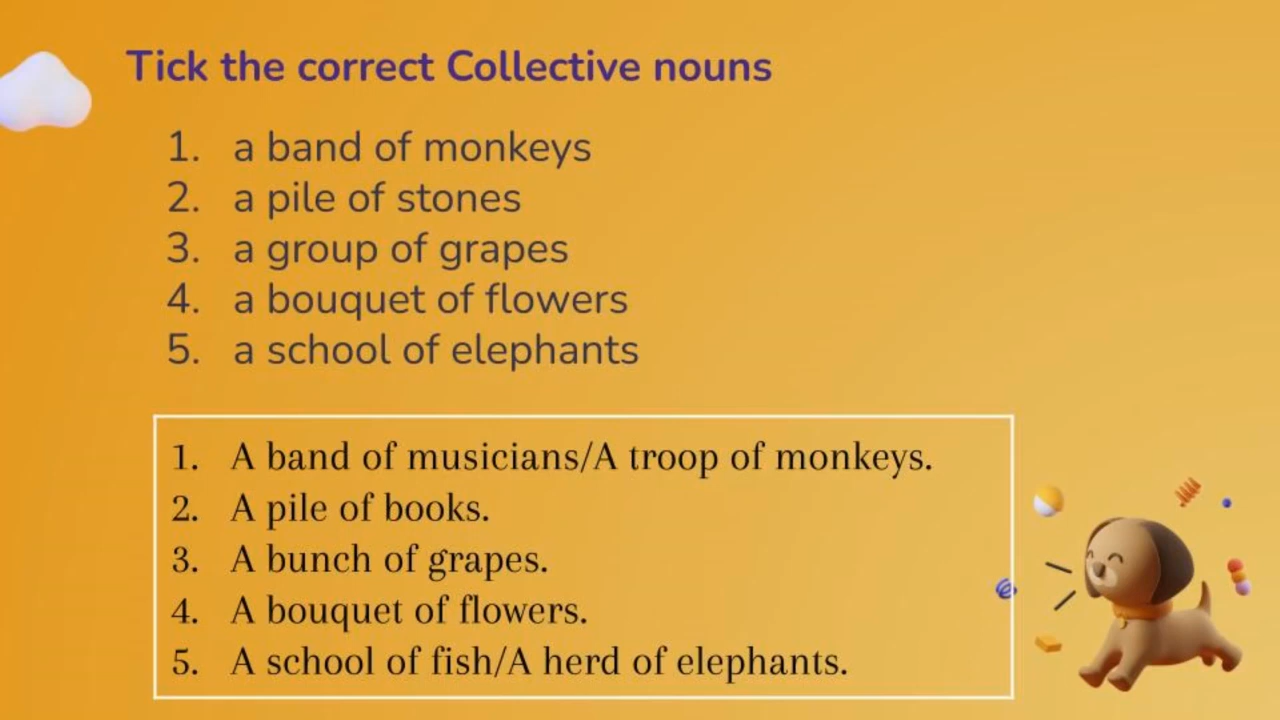 Tick the correct Collective nouns
1. a band of monkeys
2. a pile of stones
3. a group of grapes
4. a bouquet of flowers
5. a school of elephants
1. A band of musicians/A troop of monkeys.
2. A pile of books.
3. A bunch of grapes.
4. A bouquet of flowers.
5. A school of fish/A herd of elephants.